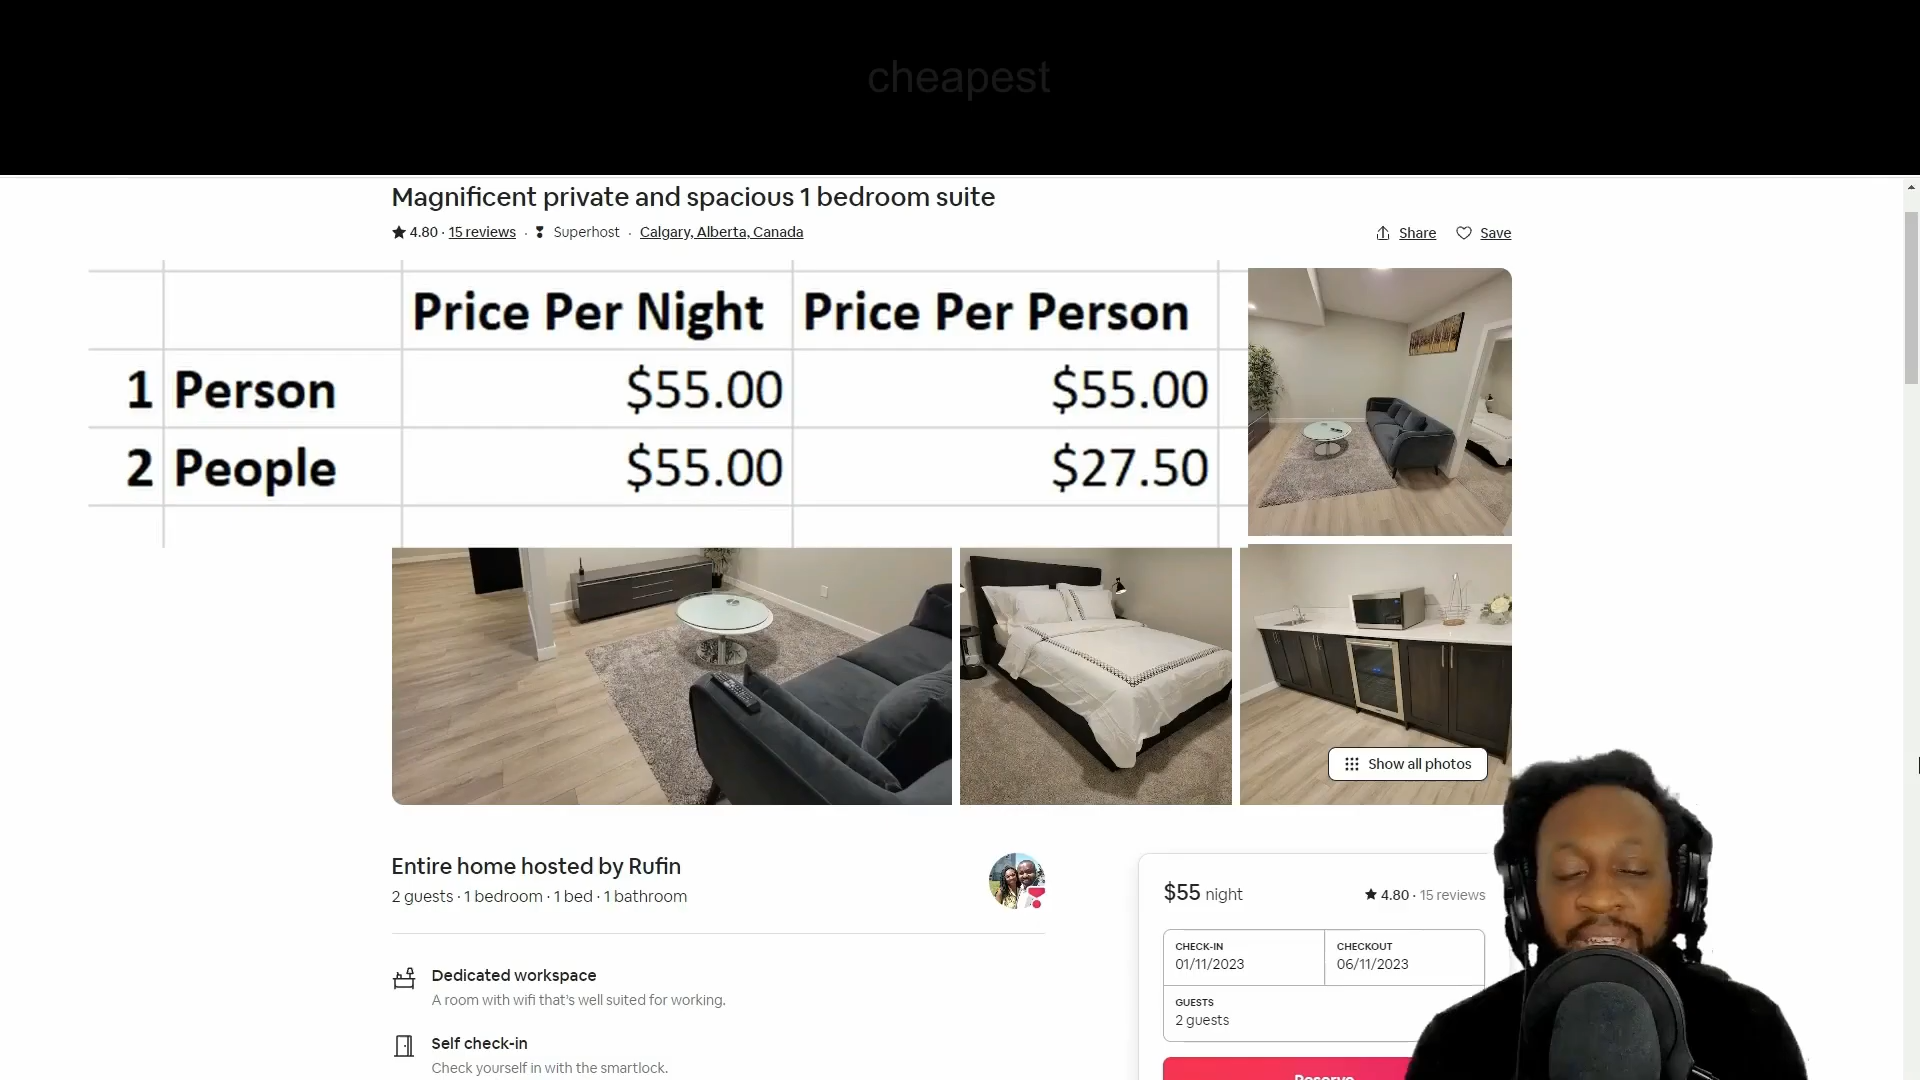 cheapest
Magnificent private and spacious 1 bedroom suite
4.80 · 15 reviews · Superhost · Calgary, Alberta, Canada
Share Save
Price Per Night Price Per Person
1 Person $55.00 $55.00
2 People $55.00 $27.50
Show all photos
Entire home hosted by Rufin
2 guests · 1 bedroom · 1 bed · 1 bathroom
$55 night 4.80 · 15 reviews
CHECK-IN CHECKOUT
01/11/2023 06/11/2023
GUESTS
2 guests
Dedicated workspace
A room with wifi that's well suited for working.
Self check-in
Check yourself in with the smartlock.
Reserve